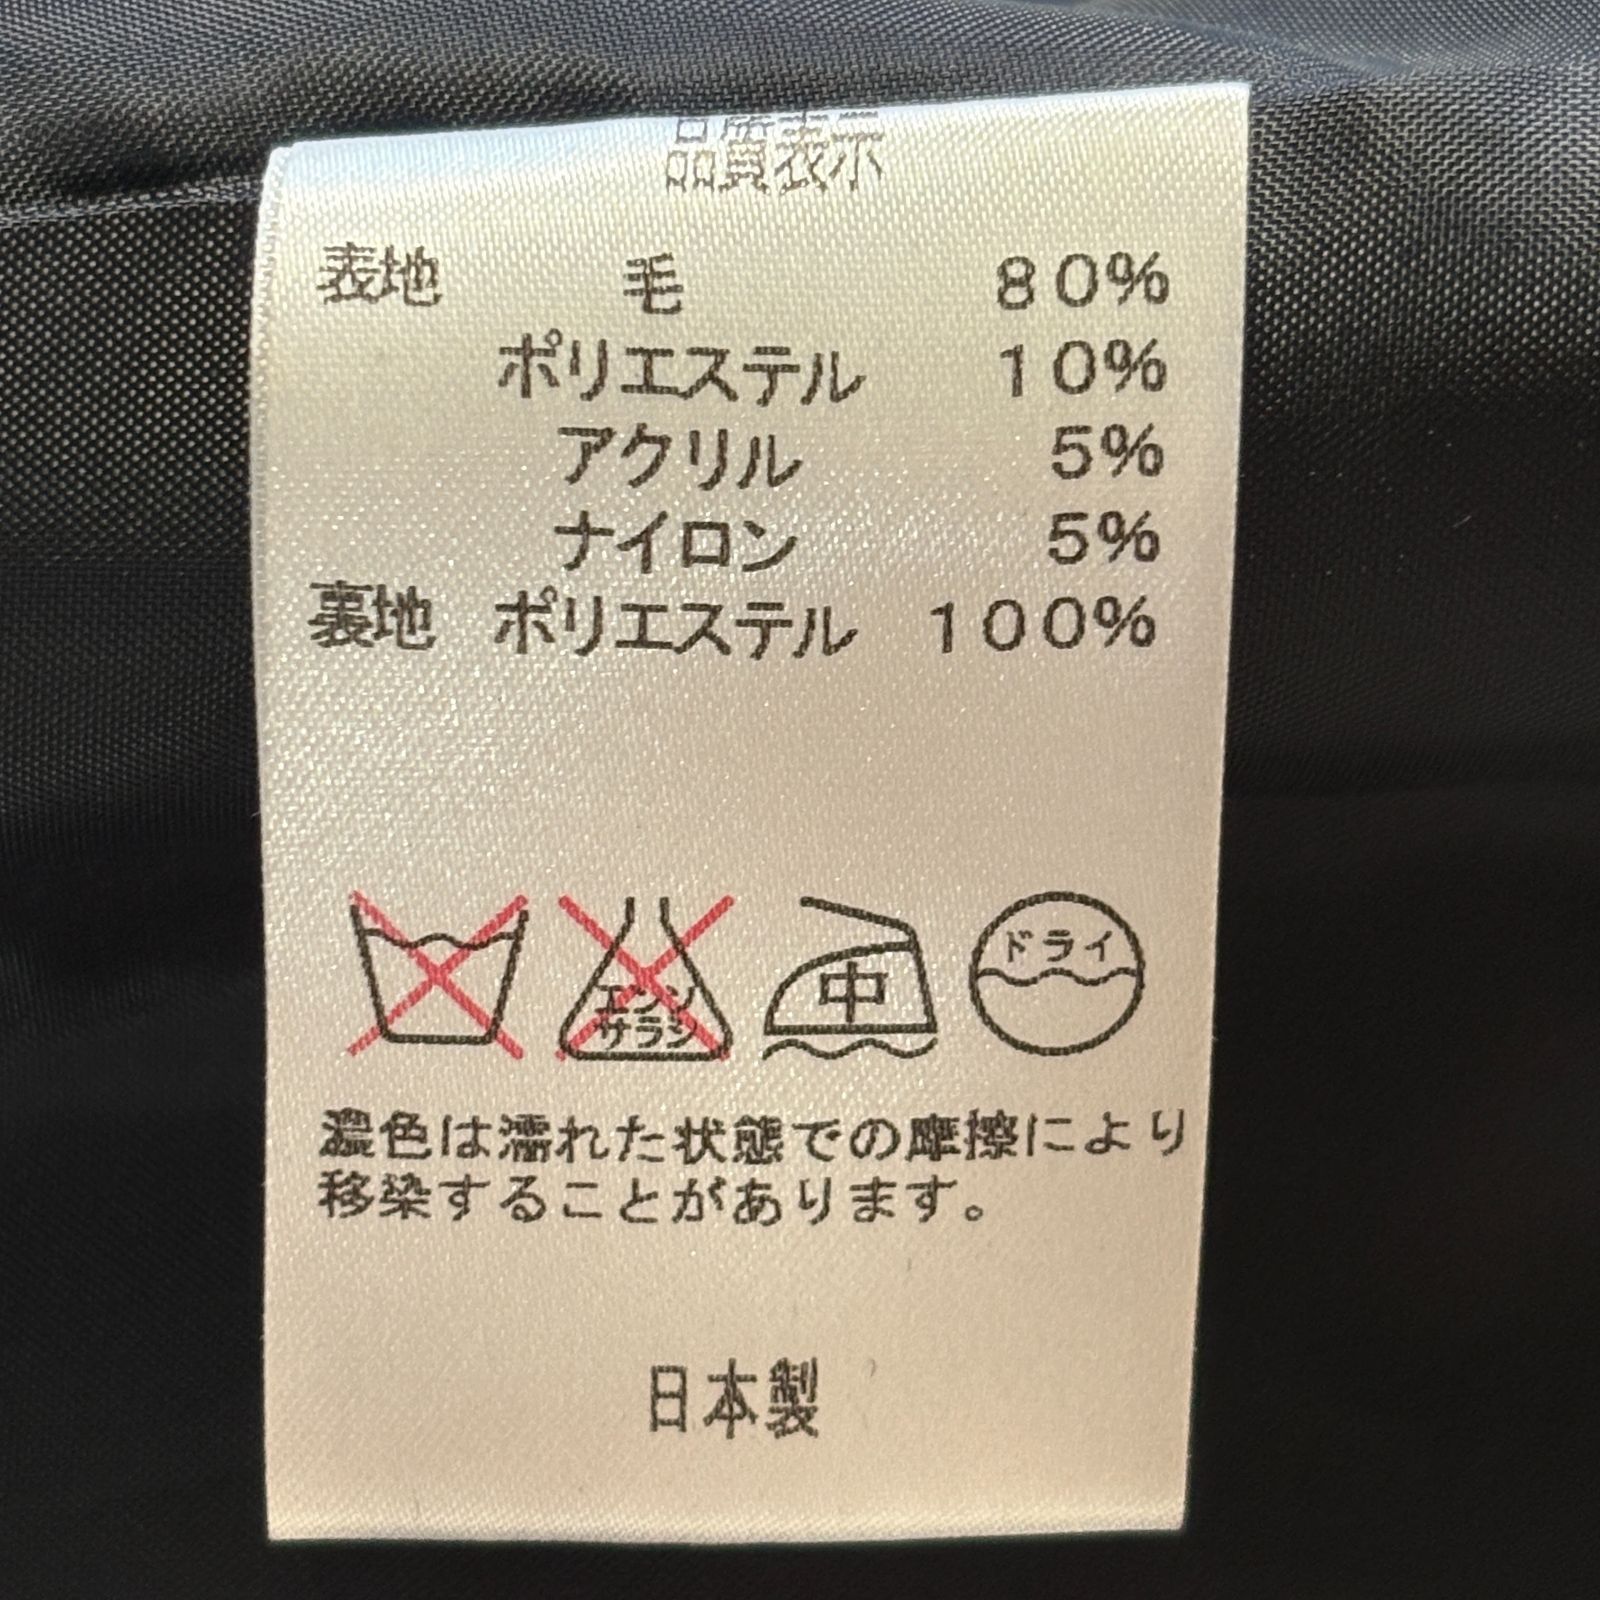 品質表示
表地 毛 80%
ポリエステル 10%
アクリル 5%
ナイロン 5%
裏地 ポリエステル 100%
エンソ
サラシ
中
ドライ
濃色は濡れた状態での摩擦により
移染することがあります。
日本製